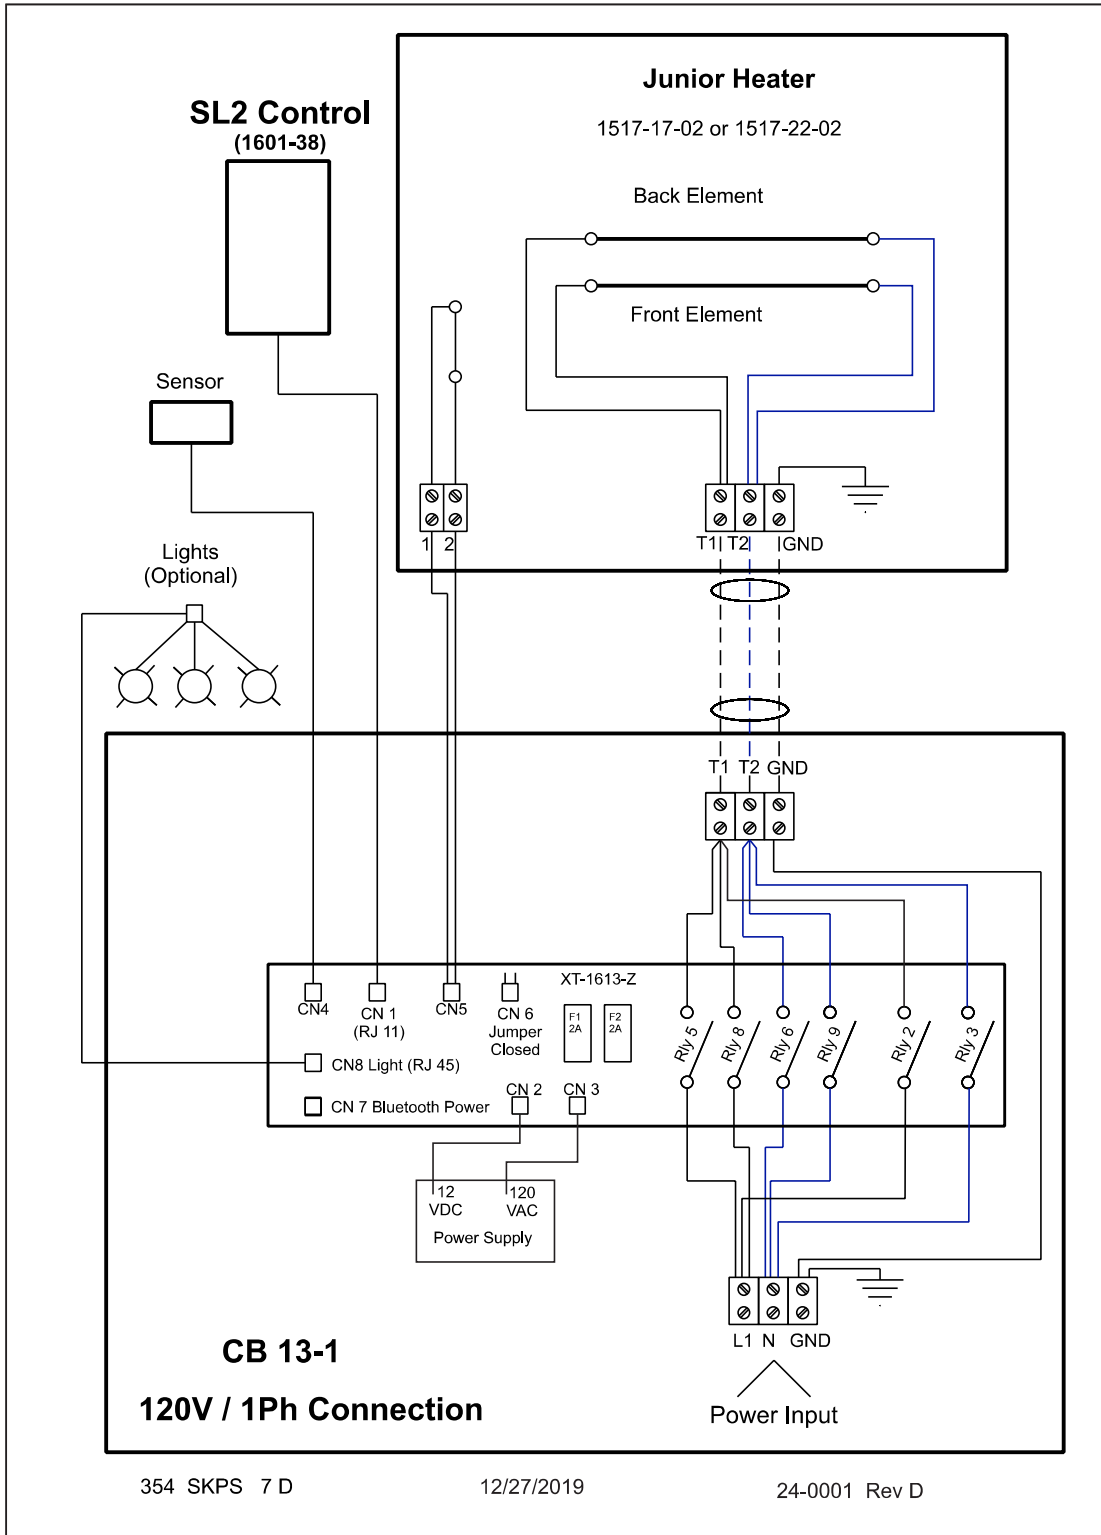 Junior Heater
1517-17-02 or 1517-22-02
SL2 Control
(1601-38)
Back Element
Front Element
Sensor
Lights
(Optional)
1 2
T1 T2 GND
T1 T2 GND
XT-1613-Z
CN4
CN 1
(RJ 11)
CN5
CN 6
Jumper
Closed
F1
2A
F2
2A
Rly 5
Rly 8
Rly 6
Rly 9
Rly 2
Rly 3
CN8 Light (RJ 45)
CN 7 Bluetooth Power
CN 2
CN 3
12
VDC
120
VAC
Power Supply
L1 N GND
Power Input
CB 13-1
120V / 1Ph Connection
354 SKPS 7 D
12/27/2019
24-0001 Rev D